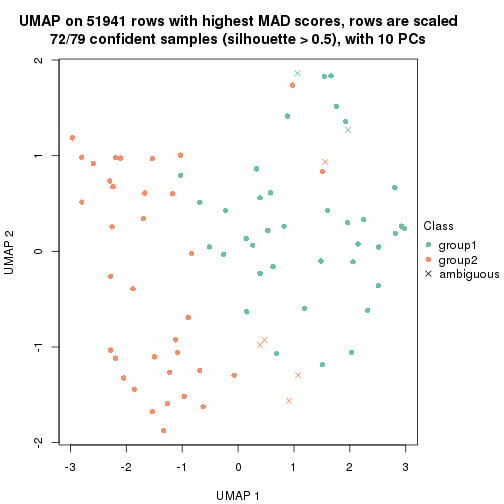 UMAP on 51941 rows with highest MAD scores, rows are scaled
72/79 confident samples (silhouette > 0.5), with 10 PCs
2
1
0
-1
-2
UMAP 2
-3 -2 -1 0 1 2 3
UMAP 1
Class
group1
group2
ambiguous